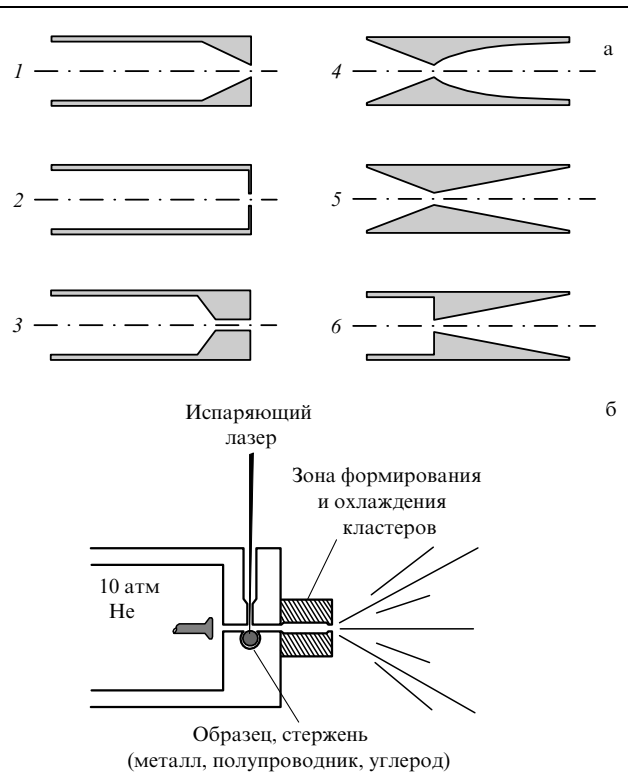 а
1
4
2
5
3
6
б
Испаряющий
лазер
Зона формирования
и охлаждения
кластеров
10 атм
He
Образец, стержень
(металл, полупроводник, углерод)